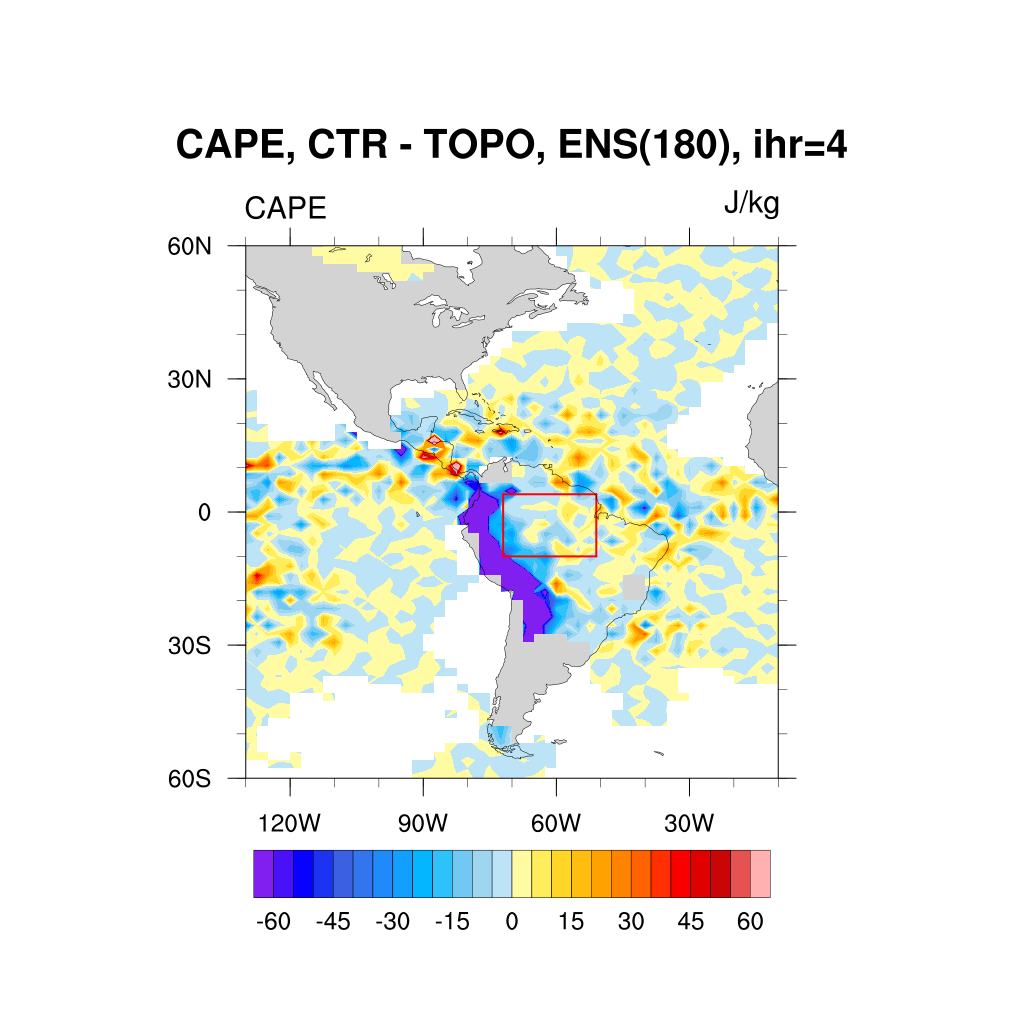 CAPE, CTR - TOPO, ENS(180), ihr=4
CAPE J/kg
60N
30N
0
30S
60S
120W 90W 60W 30W
-60 -45 -30 -15 0 15 30 45 60